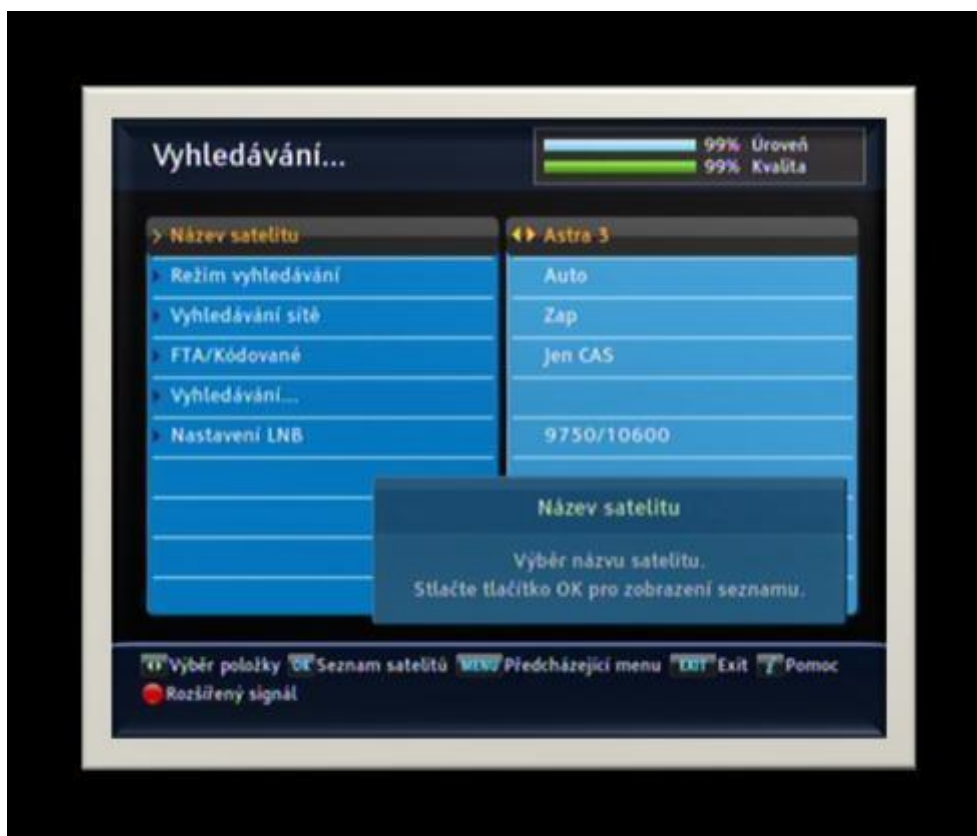 Vyhledávání...
99% Úroveň
99% Kvalita
> Název satelitu Astra 3
Režim vyhledávání Auto
Vyhledávání sítě Zap
FTA/Kódované Jen CAS
Vyhledávání...
Nastavení LNB 9750/10600
Název satelitu
Výběr názvu satelitu.
Stlačte tlačítko OK pro zobrazení seznamu.
Výběr položky OK Seznam satelitů MENU Předcházející menu EXIT Exit i Pomoc
Rozšířený signál